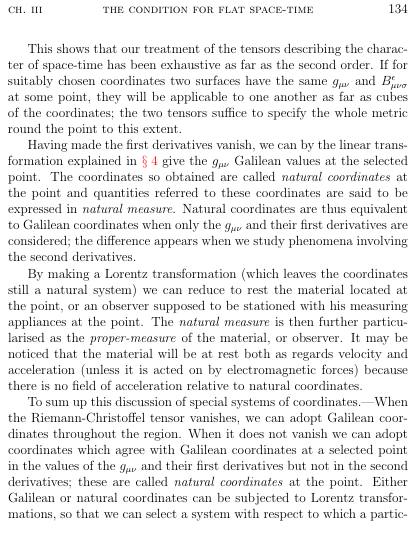 CH. III THE CONDITION FOR FLAT SPACE-TIME 134
This shows that our treatment of the tensors describing the charac-
ter of space-time has been exhaustive as far as the second order. If for
suitably chosen coordinates two surfaces have the same g_{μν} and B^{ϵ}_{μνσ}
at some point, they will be applicable to one another as far as cubes
of the coordinates; the two tensors suffice to specify the whole metric
round the point to this extent.
Having made the first derivatives vanish, we can by the linear trans-
formation explained in § 4 give the g_{μν} Galilean values at the selected
point. The coordinates so obtained are called natural coordinates at
the point and quantities referred to these coordinates are said to be
expressed in natural measure. Natural coordinates are thus equivalent
to Galilean coordinates when only the g_{μν} and their first derivatives are
considered; the difference appears when we study phenomena involving
the second derivatives.
By making a Lorentz transformation (which leaves the coordinates
still a natural system) we can reduce to rest the material located at
the point, or an observer supposed to be stationed with his measuring
appliances at the point. The natural measure is then further particu-
larised as the proper-measure of the material, or observer. It may be
noticed that the material will be at rest both as regards velocity and
acceleration (unless it is acted on by electromagnetic forces) because
there is no field of acceleration relative to natural coordinates.
To sum up this discussion of special systems of coordinates.—When
the Riemann-Christoffel tensor vanishes, we can adopt Galilean coor-
dinates throughout the region. When it does not vanish we can adopt
coordinates which agree with Galilean coordinates at a selected point
in the values of the g_{μν} and their first derivatives but not in the second
derivatives; these are called natural coordinates at the point. Either
Galilean or natural coordinates can be subjected to Lorentz transfor-
mations, so that we can select a system with respect to which a partic-